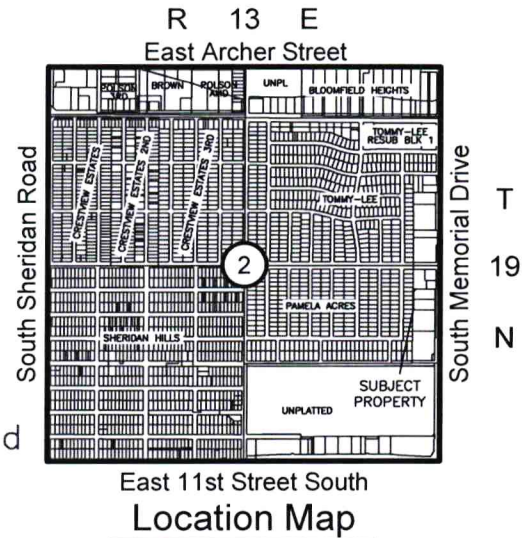 R 13 E
East Archer Street
POLSON 3RD
BROWN
POLSON AMD
UNPL
BLOOMFIELD HEIGHTS
TOMMY-LEE
RESUB BLK 1
CRESTVIEW ESTATES
CRESTVIEW ESTATES 2ND
CRESTVIEW ESTATES 3RD
TOMMY-LEE
South Sheridan Road
South Memorial Drive
T
19
N
2
PAMELA ACRES
SHERIDAN HILLS
SUBJECT
PROPERTY
UNPLATTED
d
East 11st Street South
Location Map